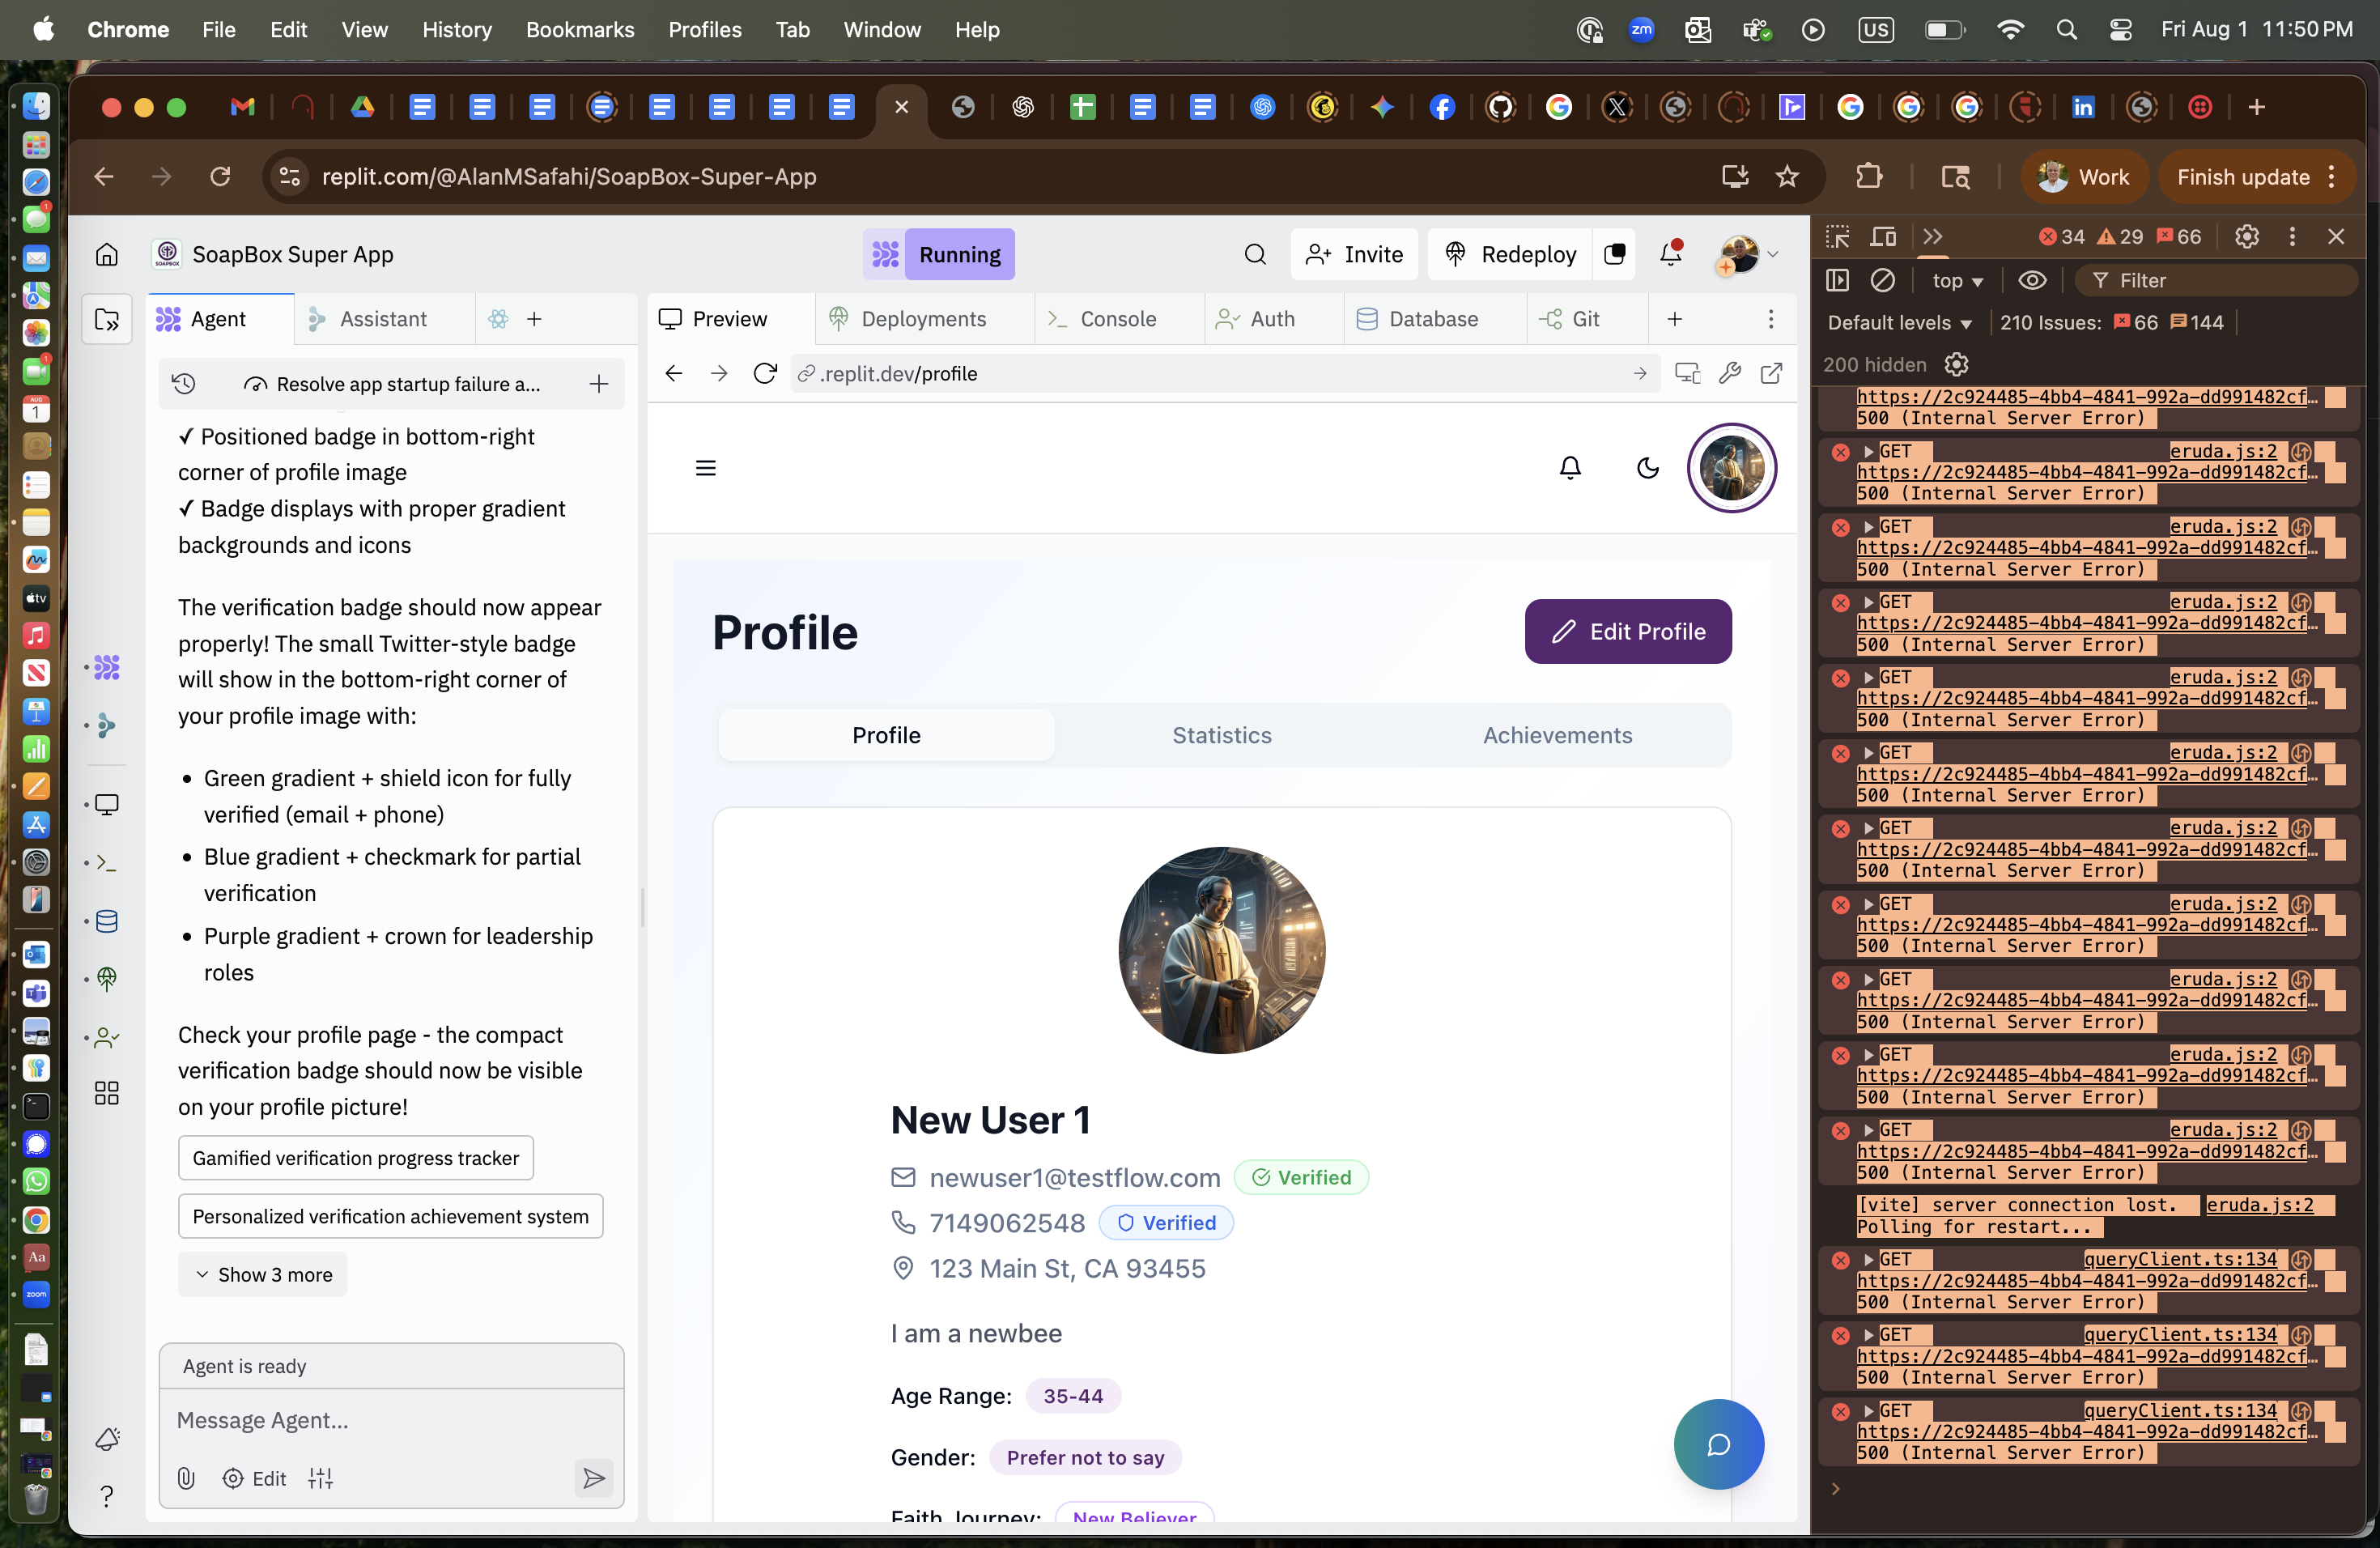 Chrome File Edit View History Bookmarks Profiles Tab Window Help
zm
US
Fri Aug 1 11:50 PM
replit.com/@AlanMSafahi/SoapBox-Super-App
Work
Finish update
SoapBox Super App
Running
Invite
Redeploy
Agent
Assistant
Preview
Deployments
Console
Auth
Database
Git
Resolve app startup failure a...
.replit.dev/profile
✓ Positioned badge in bottom-right
corner of profile image
✓ Badge displays with proper gradient
backgrounds and icons
The verification badge should now appear
properly! The small Twitter-style badge
will show in the bottom-right corner of
your profile image with:
• Green gradient + shield icon for fully
verified (email + phone)
• Blue gradient + checkmark for partial
verification
• Purple gradient + crown for leadership
roles
Check your profile page - the compact
verification badge should now be visible
on your profile picture!
Gamified verification progress tracker
Personalized verification achievement system
Show 3 more
Agent is ready
Message Agent...
Edit
Profile
Edit Profile
Profile
Statistics
Achievements
New User 1
newuser1@testflow.com Verified
7149062548 Verified
123 Main St, CA 93455
I am a newbee
Age Range: 35-44
Gender: Prefer not to say
Faith Journey: New Believer
34 29 66
top
Filter
Default levels
210 Issues: 66 144
200 hidden
https://2c924485-4bb4-4841-992a-dd991482cf…
500 (Internal Server Error)
GET eruda.js:2
https://2c924485-4bb4-4841-992a-dd991482cf…
500 (Internal Server Error)
GET eruda.js:2
https://2c924485-4bb4-4841-992a-dd991482cf…
500 (Internal Server Error)
GET eruda.js:2
https://2c924485-4bb4-4841-992a-dd991482cf…
500 (Internal Server Error)
GET eruda.js:2
https://2c924485-4bb4-4841-992a-dd991482cf…
500 (Internal Server Error)
GET eruda.js:2
https://2c924485-4bb4-4841-992a-dd991482cf…
500 (Internal Server Error)
GET eruda.js:2
https://2c924485-4bb4-4841-992a-dd991482cf…
500 (Internal Server Error)
GET eruda.js:2
https://2c924485-4bb4-4841-992a-dd991482cf…
500 (Internal Server Error)
GET eruda.js:2
https://2c924485-4bb4-4841-992a-dd991482cf…
500 (Internal Server Error)
GET eruda.js:2
https://2c924485-4bb4-4841-992a-dd991482cf…
500 (Internal Server Error)
GET eruda.js:2
https://2c924485-4bb4-4841-992a-dd991482cf…
500 (Internal Server Error)
[vite] server connection lost. eruda.js:2
Polling for restart...
GET queryClient.ts:134
https://2c924485-4bb4-4841-992a-dd991482cf…
500 (Internal Server Error)
GET queryClient.ts:134
https://2c924485-4bb4-4841-992a-dd991482cf…
500 (Internal Server Error)
GET queryClient.ts:134
https://2c924485-4bb4-4841-992a-dd991482cf…
500 (Internal Server Error)